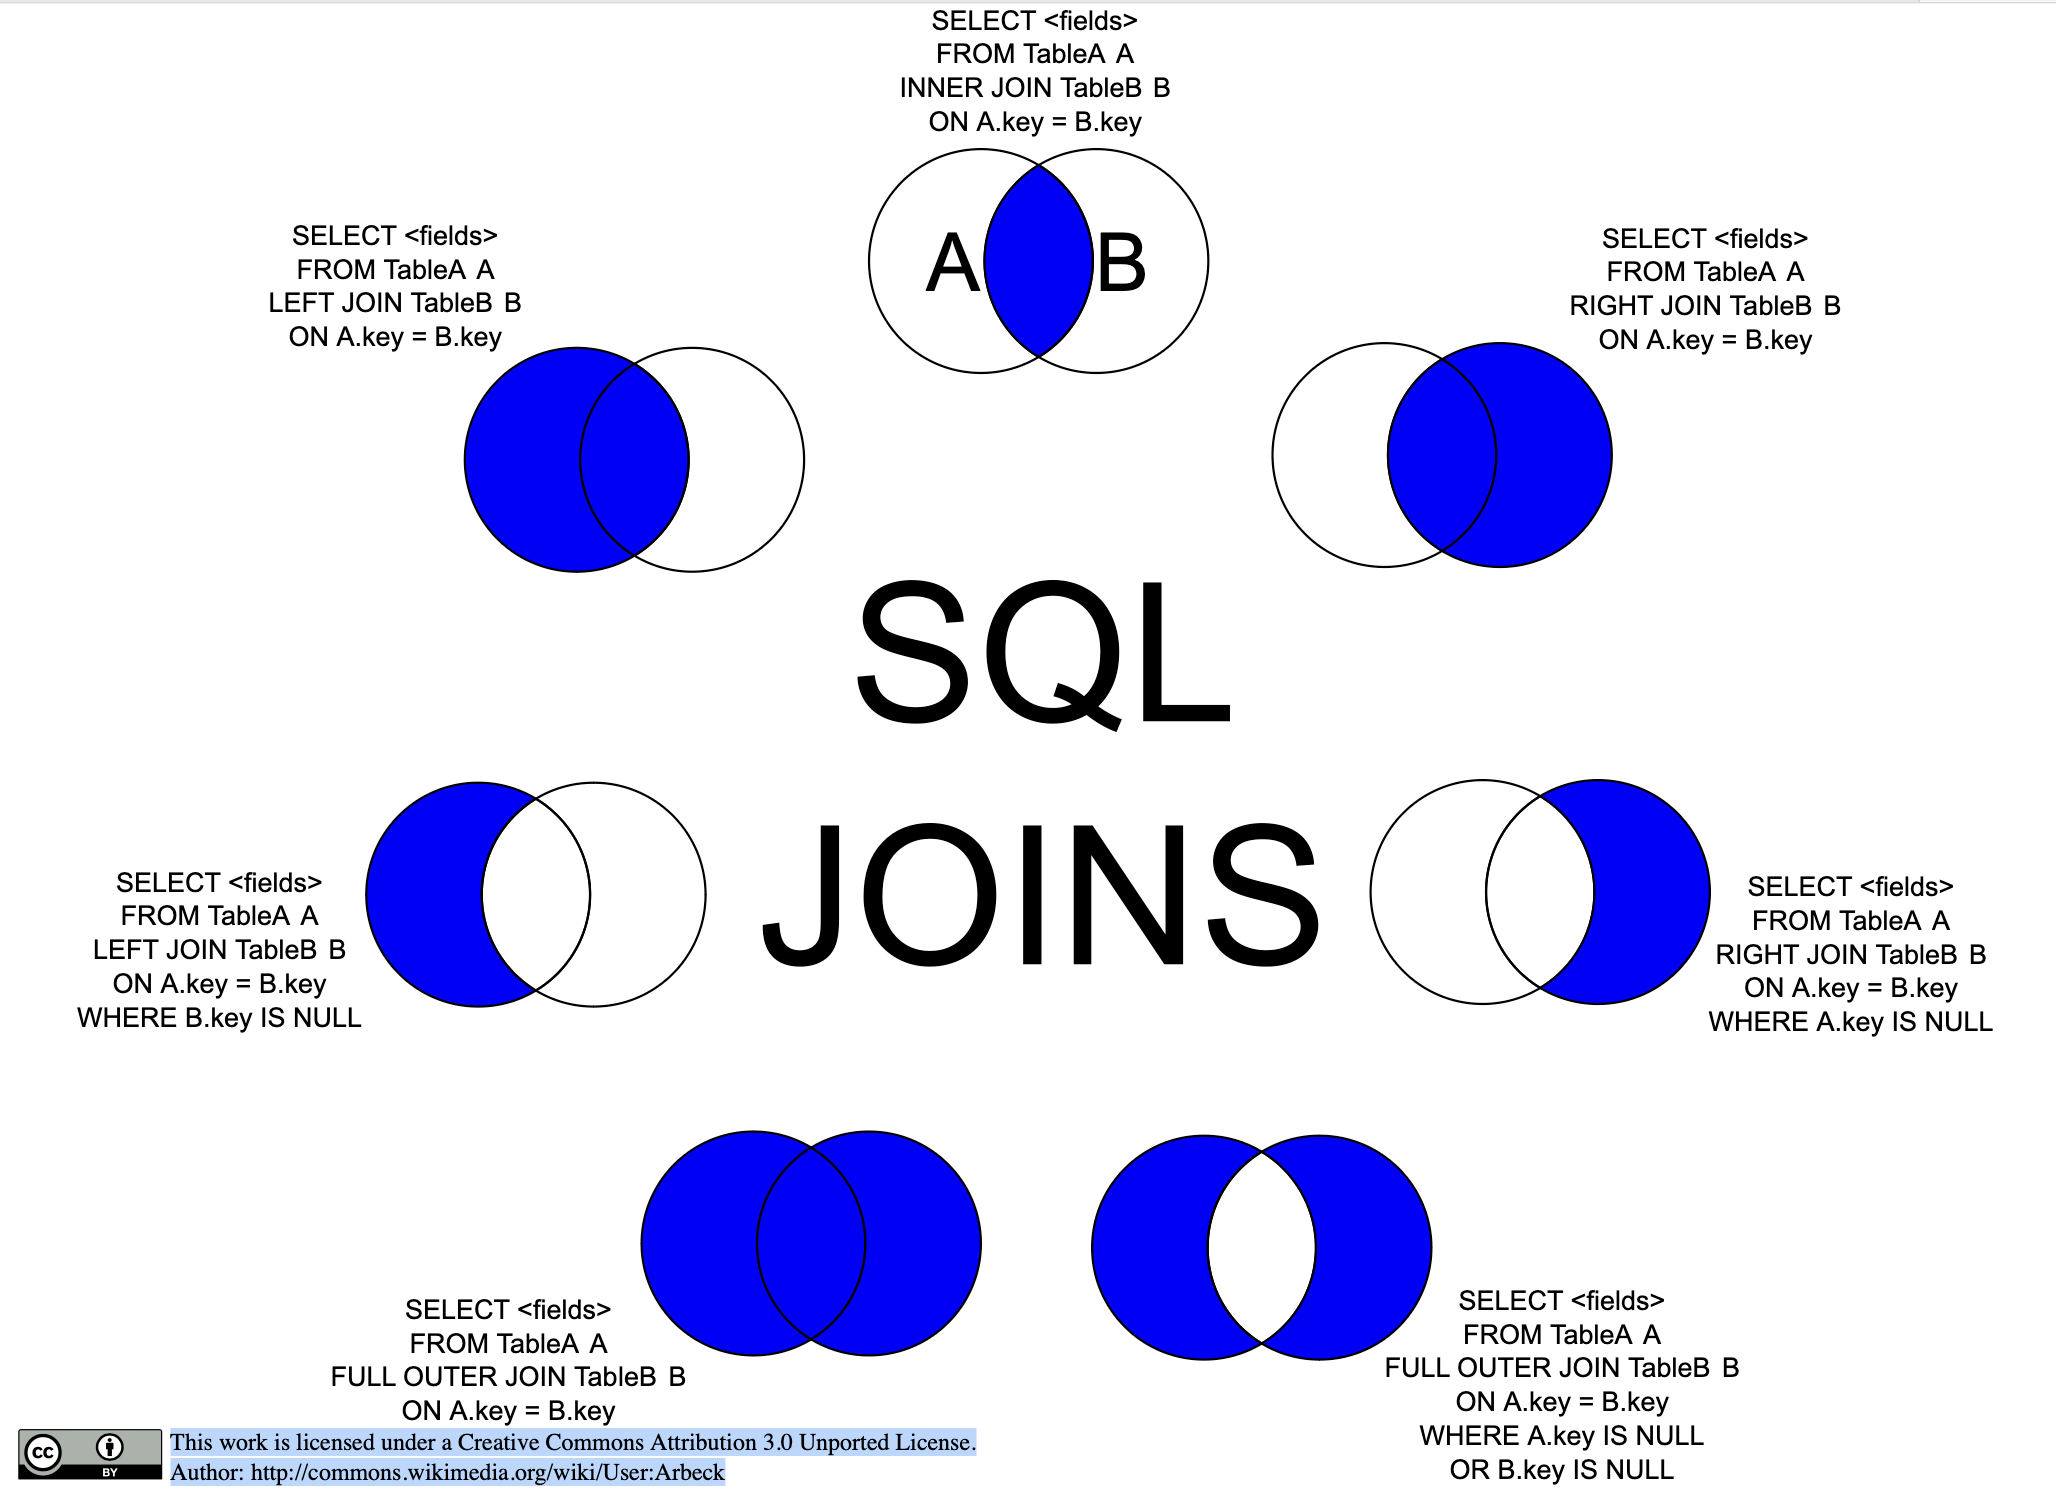 SELECT <fields>
FROM TableA A
INNER JOIN TableB B
ON A.key = B.key
A B
SELECT <fields>
FROM TableA A
LEFT JOIN TableB B
ON A.key = B.key
SELECT <fields>
FROM TableA A
RIGHT JOIN TableB B
ON A.key = B.key
SQL
JOINS
SELECT <fields>
FROM TableA A
LEFT JOIN TableB B
ON A.key = B.key
WHERE B.key IS NULL
SELECT <fields>
FROM TableA A
RIGHT JOIN TableB B
ON A.key = B.key
WHERE A.key IS NULL
SELECT <fields>
FROM TableA A
FULL OUTER JOIN TableB B
ON A.key = B.key
SELECT <fields>
FROM TableA A
FULL OUTER JOIN TableB B
ON A.key = B.key
WHERE A.key IS NULL
OR B.key IS NULL
cc
BY
This work is licensed under a Creative Commons Attribution 3.0 Unported License.
Author: http://commons.wikimedia.org/wiki/User:Arbeck